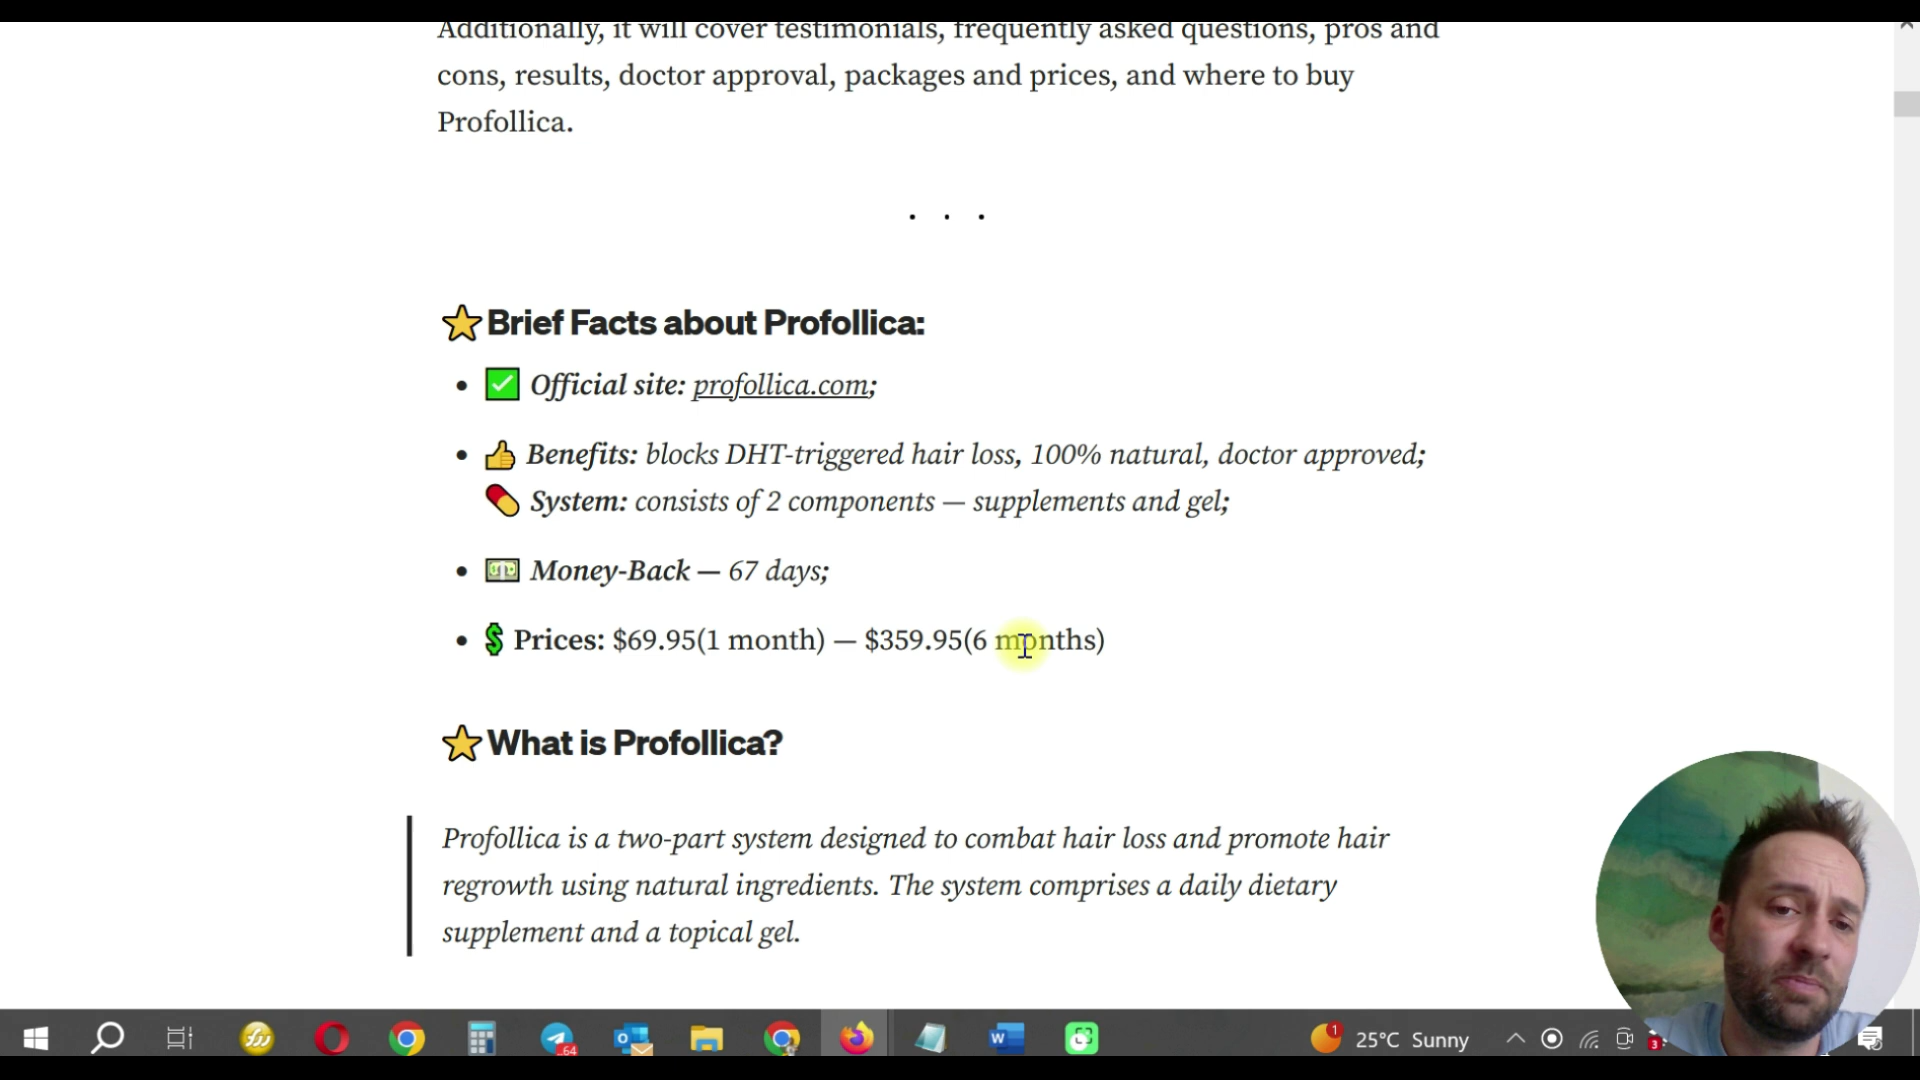 Additionally, it will cover testimonials, frequently asked questions, pros and
cons, results, doctor approval, packages and prices, and where to buy
Profollica.
. . .
⭐Brief Facts about Profollica:
• ✅ Official site: profollica.com;
• 👍 Benefits: blocks DHT-triggered hair loss, 100% natural, doctor approved;
💊 System: consists of 2 components — supplements and gel;
• 💵 Money-Back — 67 days;
• 💲 Prices: $69.95(1 month) — $359.95(6 months)
⭐What is Profollica?
Profollica is a two-part system designed to combat hair loss and promote hair
regrowth using natural ingredients. The system comprises a daily dietary
supplement and a topical gel.
64
1
25°C Sunny
3